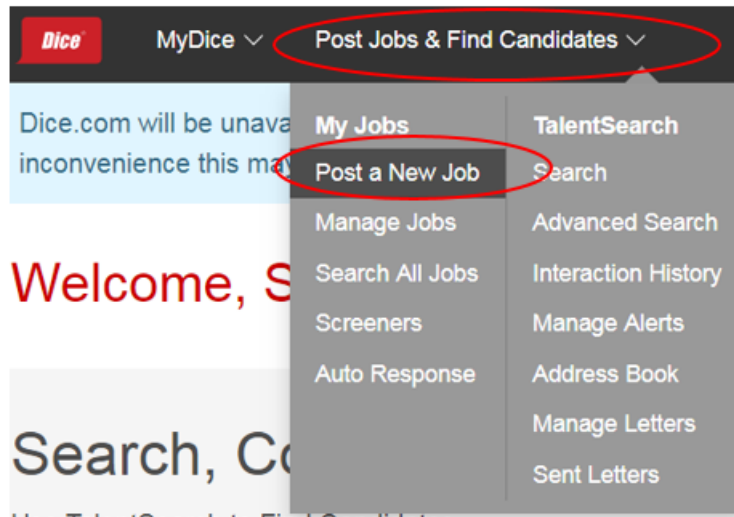 Dice MyDice Post Jobs & Find Candidates
Dice.com will be unava
inconvenience this may
My Jobs
Post a New Job
Manage Jobs
Search All Jobs
Screeners
Auto Response
TalentSearch
Search
Advanced Search
Interaction History
Manage Alerts
Address Book
Manage Letters
Sent Letters
Welcome, S
Search, Co